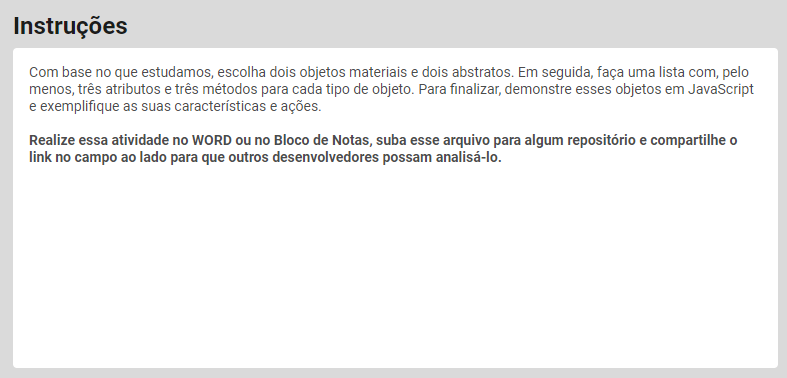 Instruções
Com base no que estudamos, escolha dois objetos materiais e dois abstratos. Em seguida, faça uma lista com, pelo
menos, três atributos e três métodos para cada tipo de objeto. Para finalizar, demonstre esses objetos em JavaScript
e exemplifique as suas características e ações.
Realize essa atividade no WORD ou no Bloco de Notas, suba esse arquivo para algum repositório e compartilhe o
link no campo ao lado para que outros desenvolvedores possam analisá-lo.